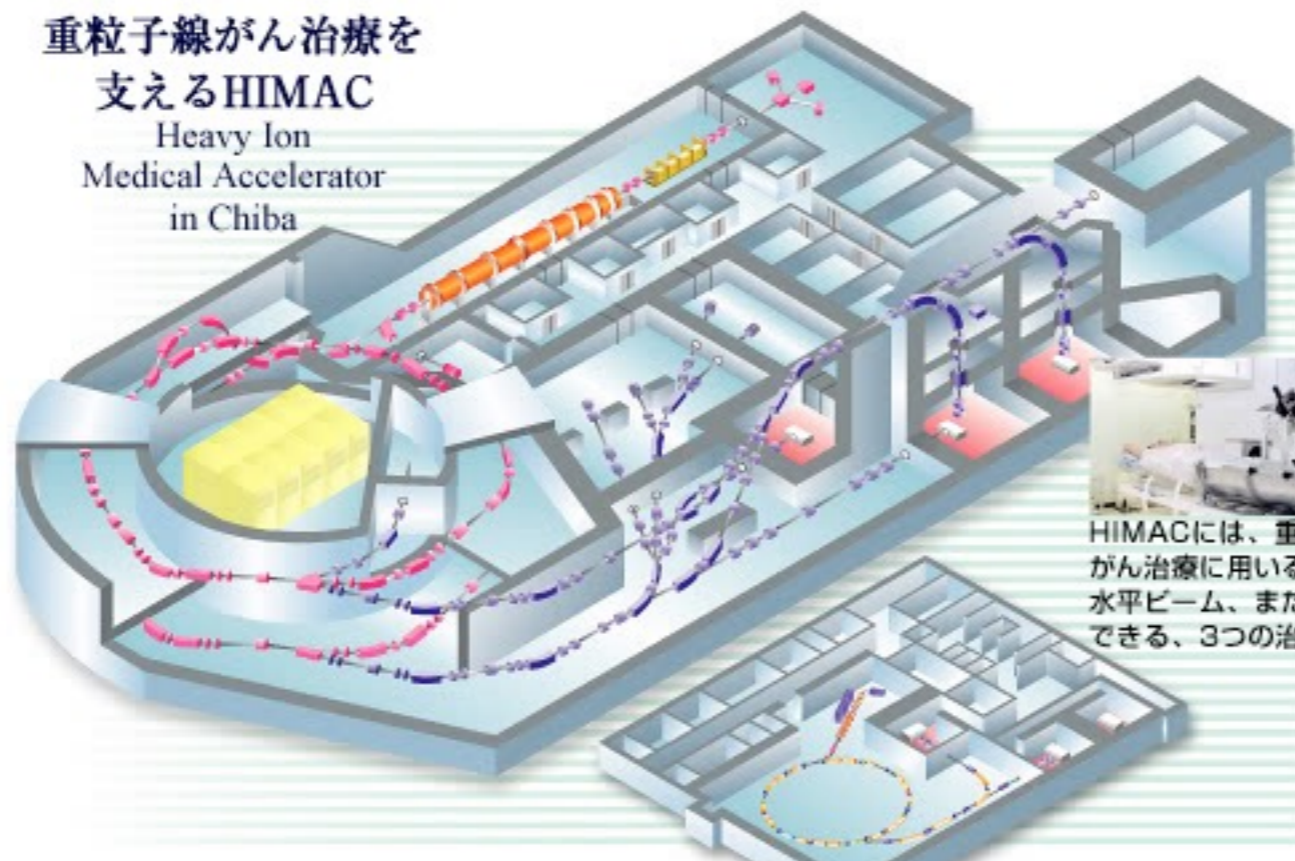 重粒子線がん治療を
支えるHIMAC
Heavy Ion
Medical Accelerator
in Chiba
HIMACには、重
がん治療に用いる
水平ビーム、また
できる、3つの治